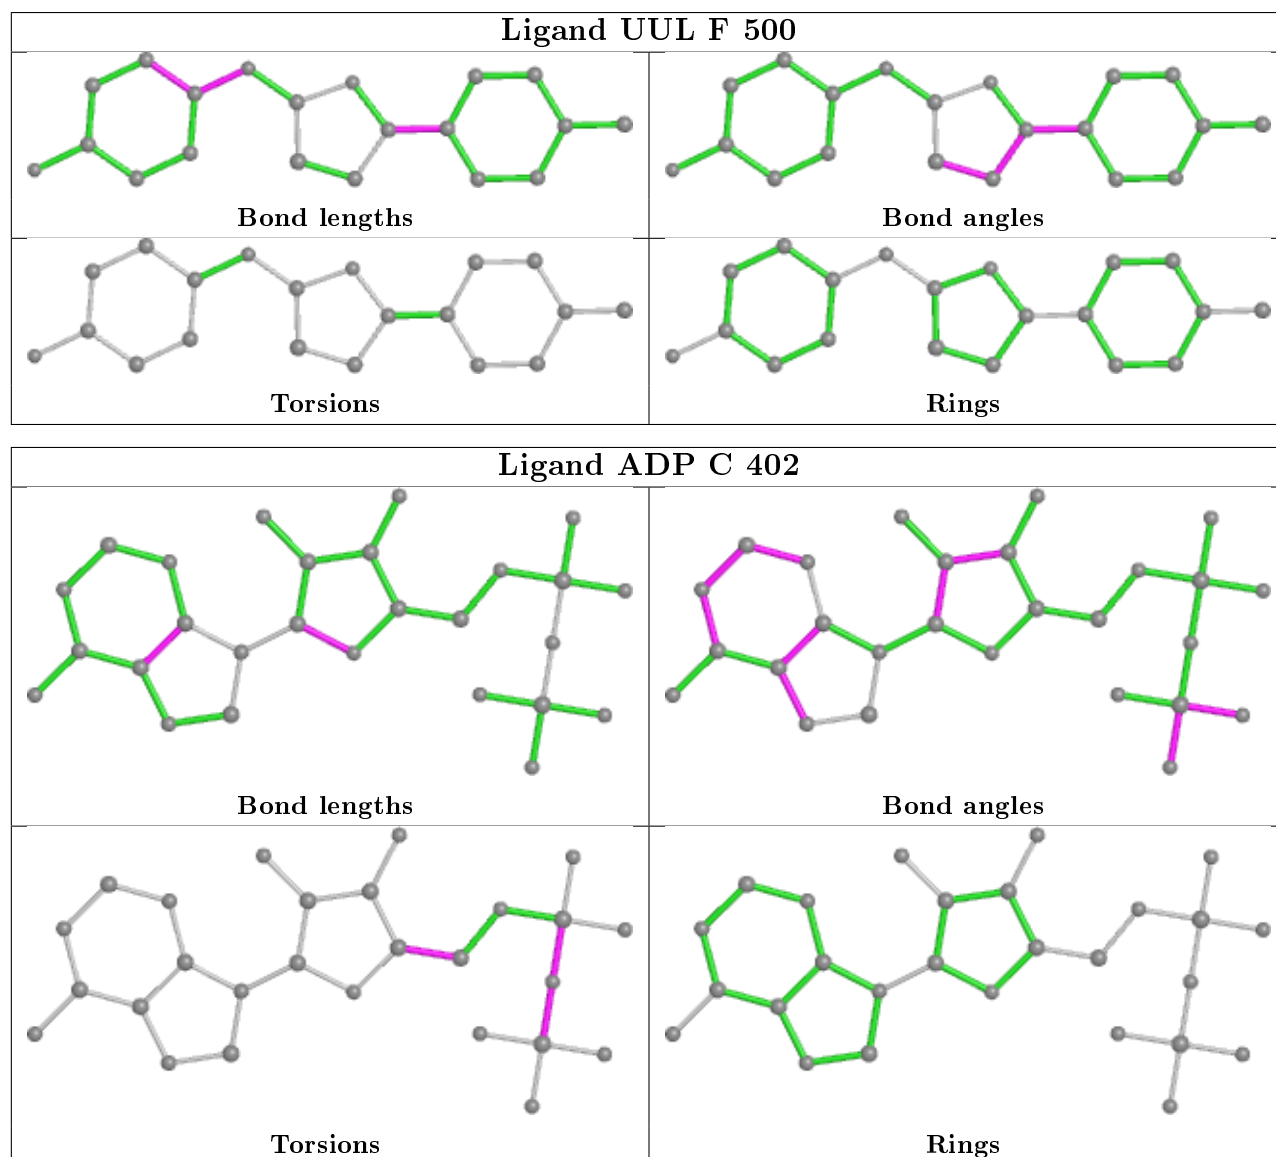 Ligand UUL F 500
Bond lengths
Bond angles
Torsions
Rings
Ligand ADP C 402
Bond lengths
Bond angles
Torsions
Rings